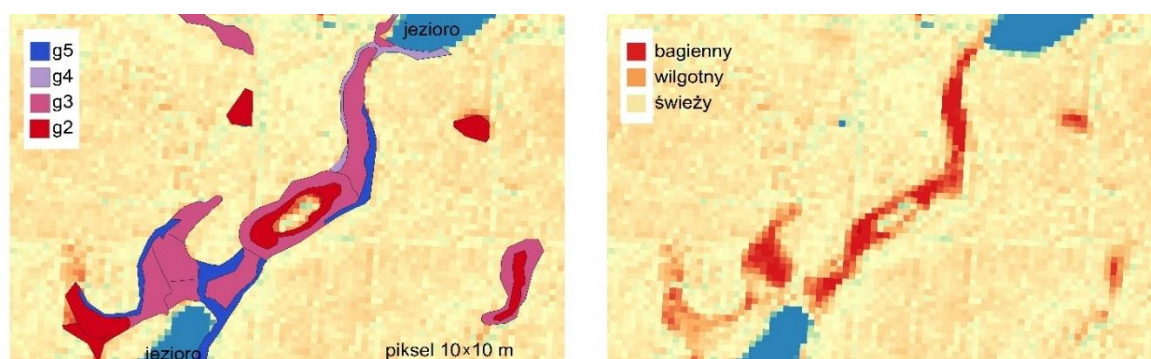 jezioro
g5
g4
g3
g2
jezioro
piksel 10×10 m
bagienny
wilgotny
świeży